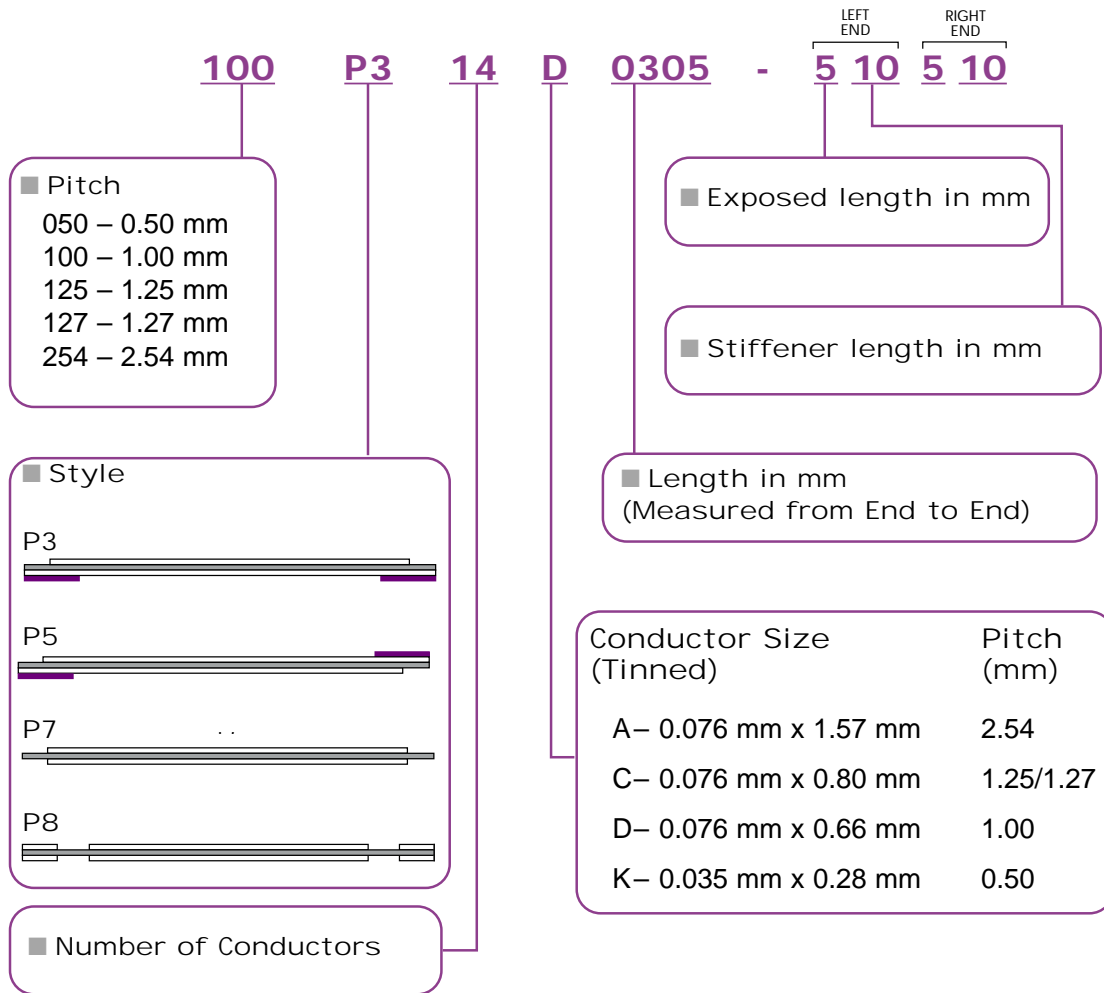 LEFT END
RIGHT END
100 P3 14 D 0305 - 5 10 5 10
Pitch
050 – 0.50 mm
100 – 1.00 mm
125 – 1.25 mm
127 – 1.27 mm
254 – 2.54 mm
Exposed length in mm
Stiffener length in mm
Style
P3
P5
P7
P8
Length in mm
(Measured from End to End)
Conductor Size Pitch
(Tinned) (mm)
A– 0.076 mm x 1.57 mm 2.54
C– 0.076 mm x 0.80 mm 1.25/1.27
D– 0.076 mm x 0.66 mm 1.00
K– 0.035 mm x 0.28 mm 0.50
Number of Conductors